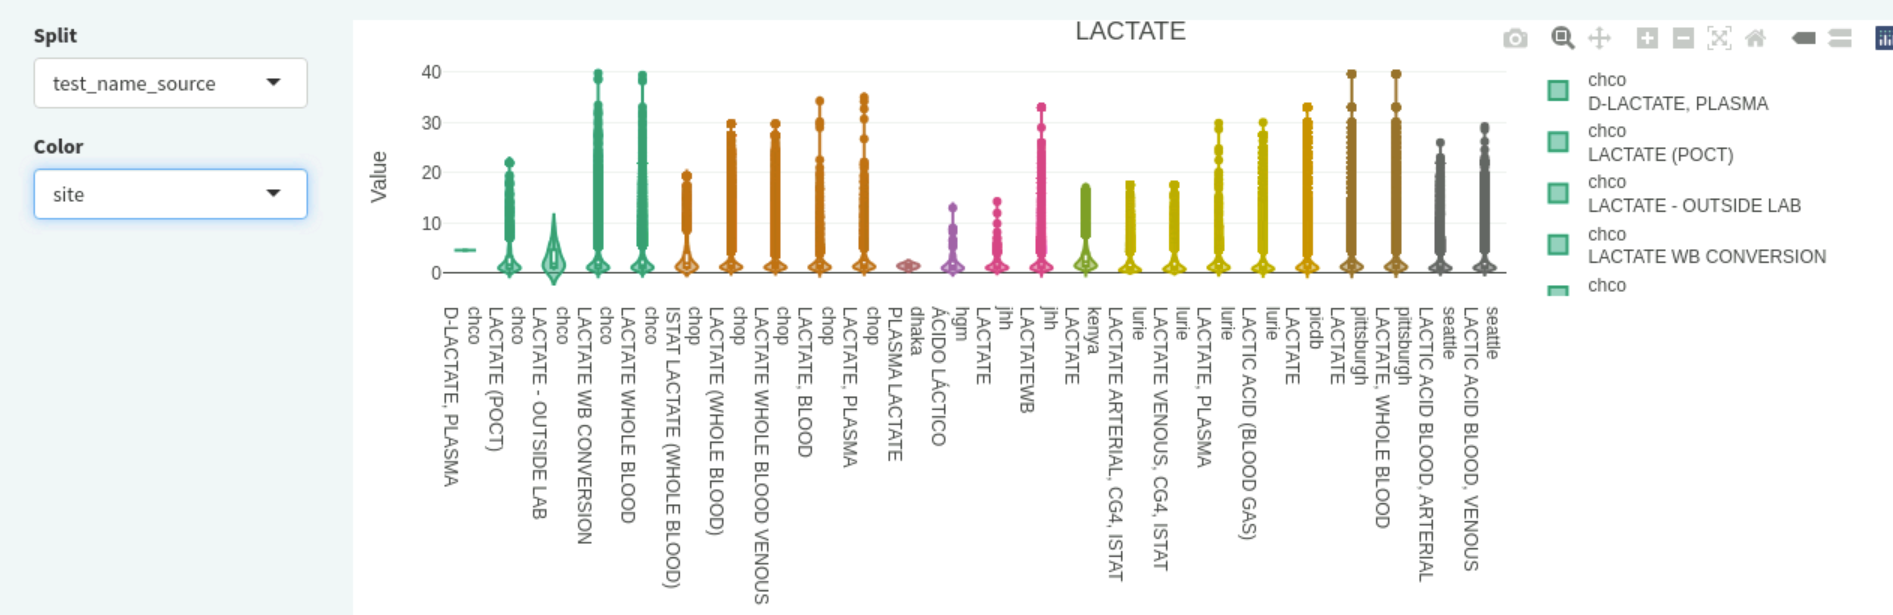 Split
test_name_source
Color
site
LACTATE
Value
40
30
20
10
0
D-LACTATE, PLASMA
chco
LACTATE (POCT)
chco
LACTATE - OUTSIDE LAB
chco
LACTATE WB CONVERSION
chco
LACTATE WHOLE BLOOD
chco
ISTAT LACTATE (WHOLE BLOOD)
chop
LACTATE (WHOLE BLOOD)
chop
LACTATE WHOLE BLOOD VENOUS
chop
LACTATE, BLOOD
chop
LACTATE, PLASMA
chop
PLASMA LACTATE
dhaka
ÁCIDO LÁCTICO
hgm
LACTATE
jhh
LACTATEWB
jhh
LACTATE
kenya
LACTATE ARTERIAL, CG4, ISTAT
lurie
LACTATE VENOUS, CG4, ISTAT
lurie
LACTATE, PLASMA
lurie
LACTIC ACID (BLOOD GAS)
lurie
LACTATE
picdb
LACTATE
pittsburgh
LACTATE, WHOLE BLOOD
pittsburgh
LACTIC ACID BLOOD, ARTERIAL
seattle
LACTIC ACID BLOOD, VENOUS
seattle
chco
D-LACTATE, PLASMA
chco
LACTATE (POCT)
chco
LACTATE - OUTSIDE LAB
chco
LACTATE WB CONVERSION
chco